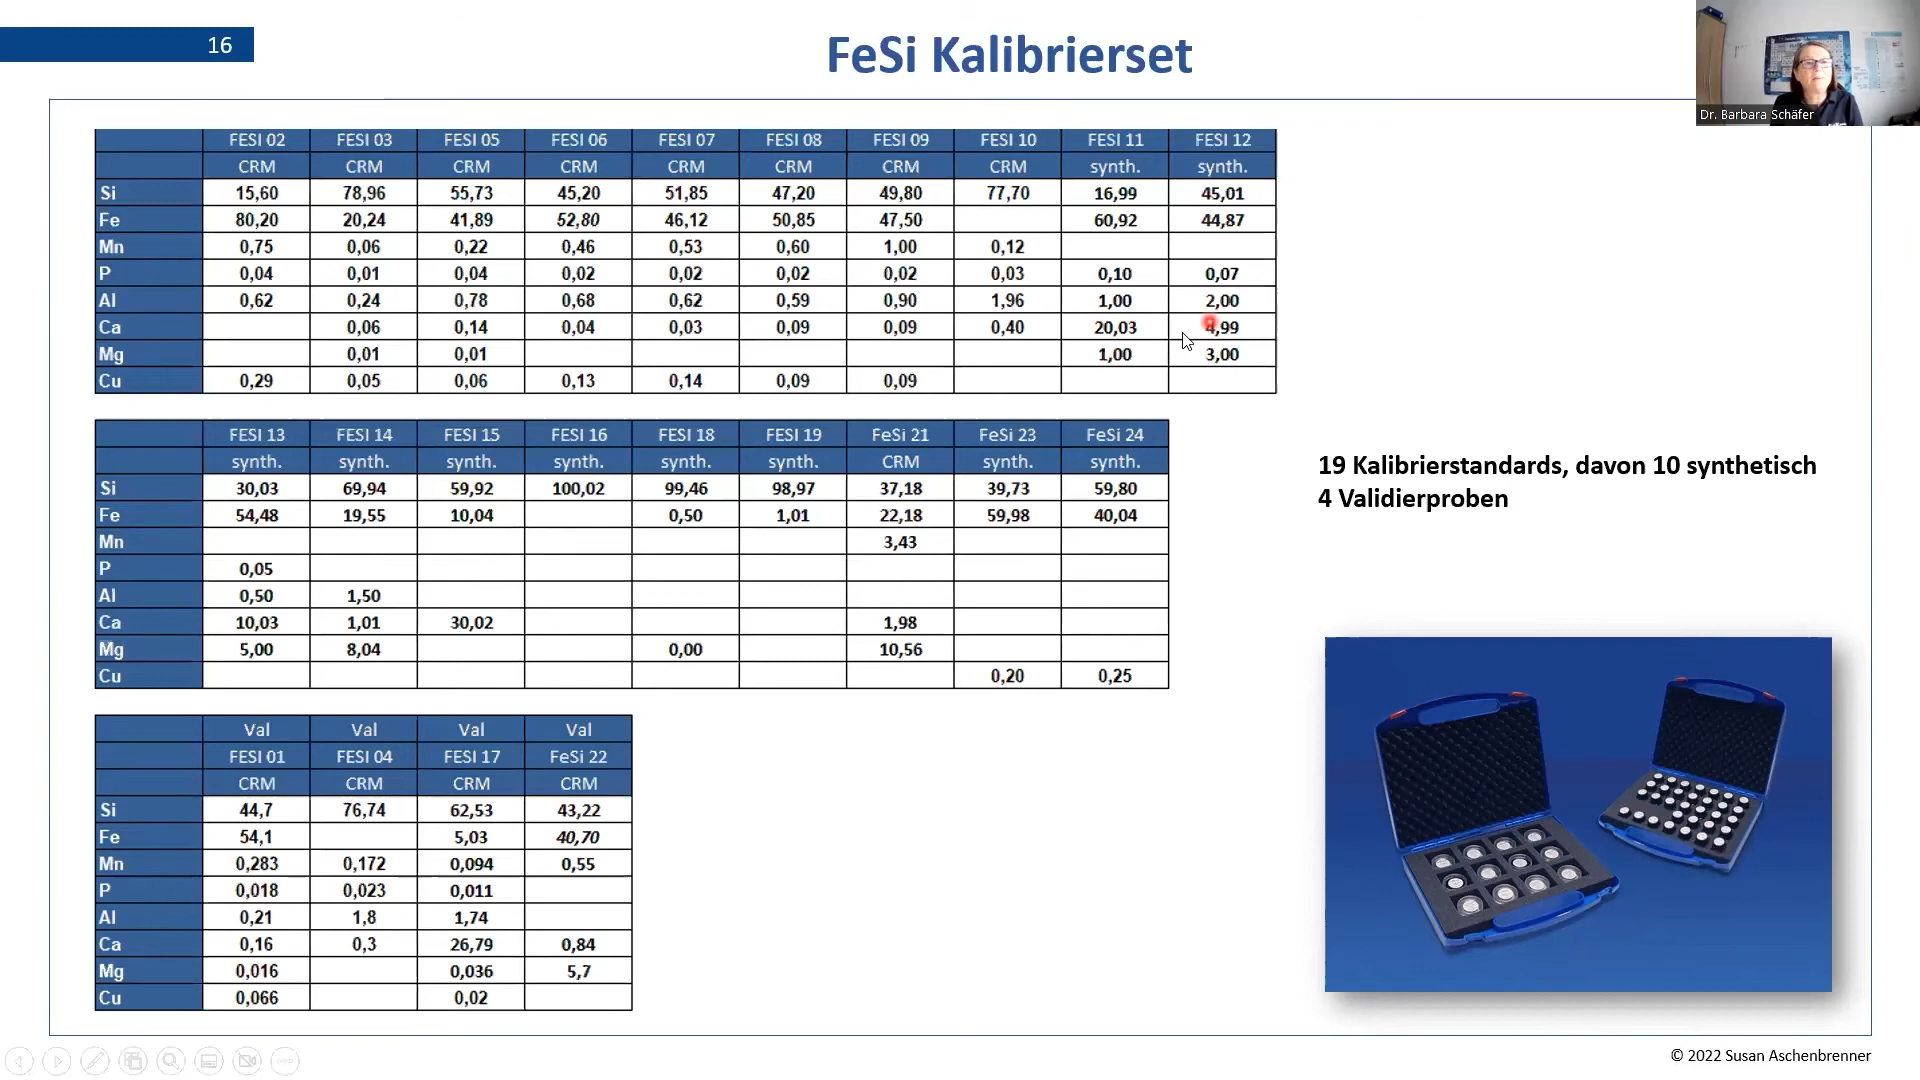 16
FeSi Kalibrierset
Dr. Barbara Schäfer
FESI 02 FESI 03 FESI 05 FESI 06 FESI 07 FESI 08 FESI 09 FESI 10 FESI 11 FESI 12
CRM CRM CRM CRM CRM CRM CRM CRM synth. synth.
Si 15,60 78,96 55,73 45,20 51,85 47,20 49,80 77,70 16,99 45,01
Fe 80,20 20,24 41,89 52,80 46,12 50,85 47,50 60,92 44,87
Mn 0,75 0,06 0,22 0,46 0,53 0,60 1,00 0,12
P 0,04 0,01 0,04 0,02 0,02 0,02 0,02 0,03 0,10 0,07
Al 0,62 0,24 0,78 0,68 0,62 0,59 0,90 1,96 1,00 2,00
Ca 0,06 0,14 0,04 0,03 0,09 0,09 0,40 20,03 4,99
Mg 0,01 0,01 1,00 3,00
Cu 0,29 0,05 0,06 0,13 0,14 0,09 0,09
FESI 13 FESI 14 FESI 15 FESI 16 FESI 18 FESI 19 FeSi 21 FeSi 23 FeSi 24
synth. synth. synth. synth. synth. synth. CRM synth. synth.
Si 30,03 69,94 59,92 100,02 99,46 98,97 37,18 39,73 59,80
Fe 54,48 19,55 10,04 0,50 1,01 22,18 59,98 40,04
Mn 3,43
P 0,05
Al 0,50 1,50
Ca 10,03 1,01 30,02 1,98
Mg 5,00 8,04 0,00 10,56
Cu 0,20 0,25
19 Kalibrierstandards, davon 10 synthetisch
4 Validierproben
Val Val Val Val
FESI 01 FESI 04 FESI 17 FeSi 22
CRM CRM CRM CRM
Si 44,7 76,74 62,53 43,22
Fe 54,1 5,03 40,70
Mn 0,283 0,172 0,094 0,55
P 0,018 0,023 0,011
Al 0,21 1,8 1,74
Ca 0,16 0,3 26,79 0,84
Mg 0,016 0,036 5,7
Cu 0,066 0,02
© 2022 Susan Aschenbrenner